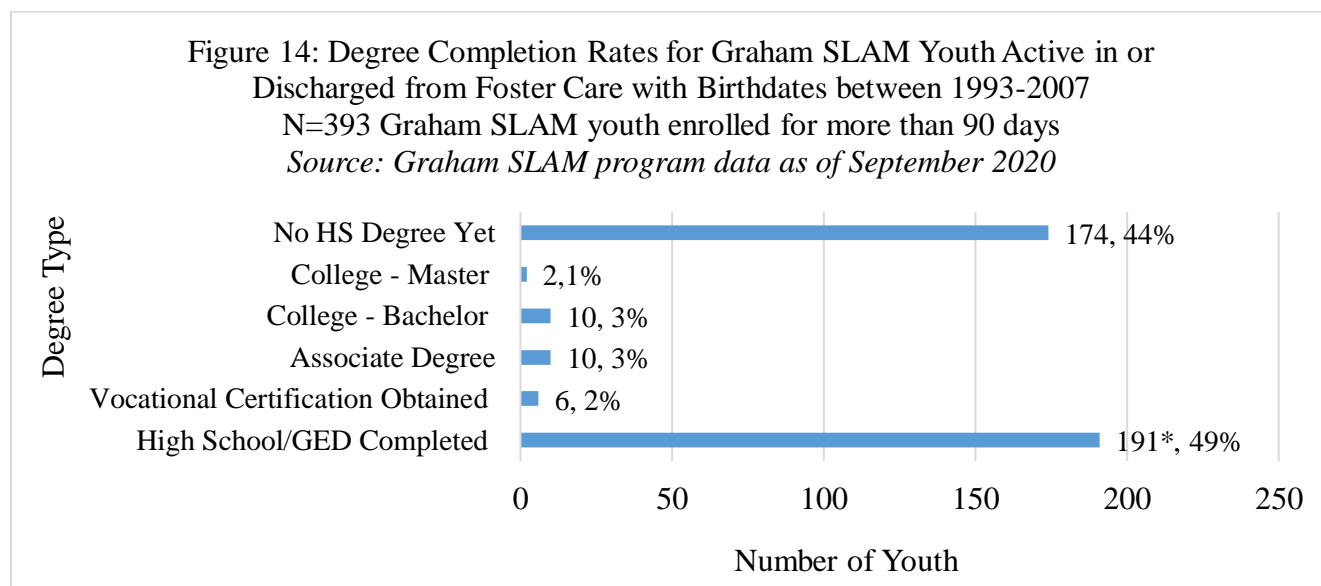 Figure 14: Degree Completion Rates for Graham SLAM Youth Active in or
Discharged from Foster Care with Birthdates between 1993-2007
N=393 Graham SLAM youth enrolled for more than 90 days
Source: Graham SLAM program data as of September 2020
Degree Type
No HS Degree Yet
174, 44%
College - Master
2,1%
College - Bachelor
10, 3%
Associate Degree
10, 3%
Vocational Certification Obtained
6, 2%
High School/GED Completed
191*, 49%
0 50 100 150 200 250
Number of Youth